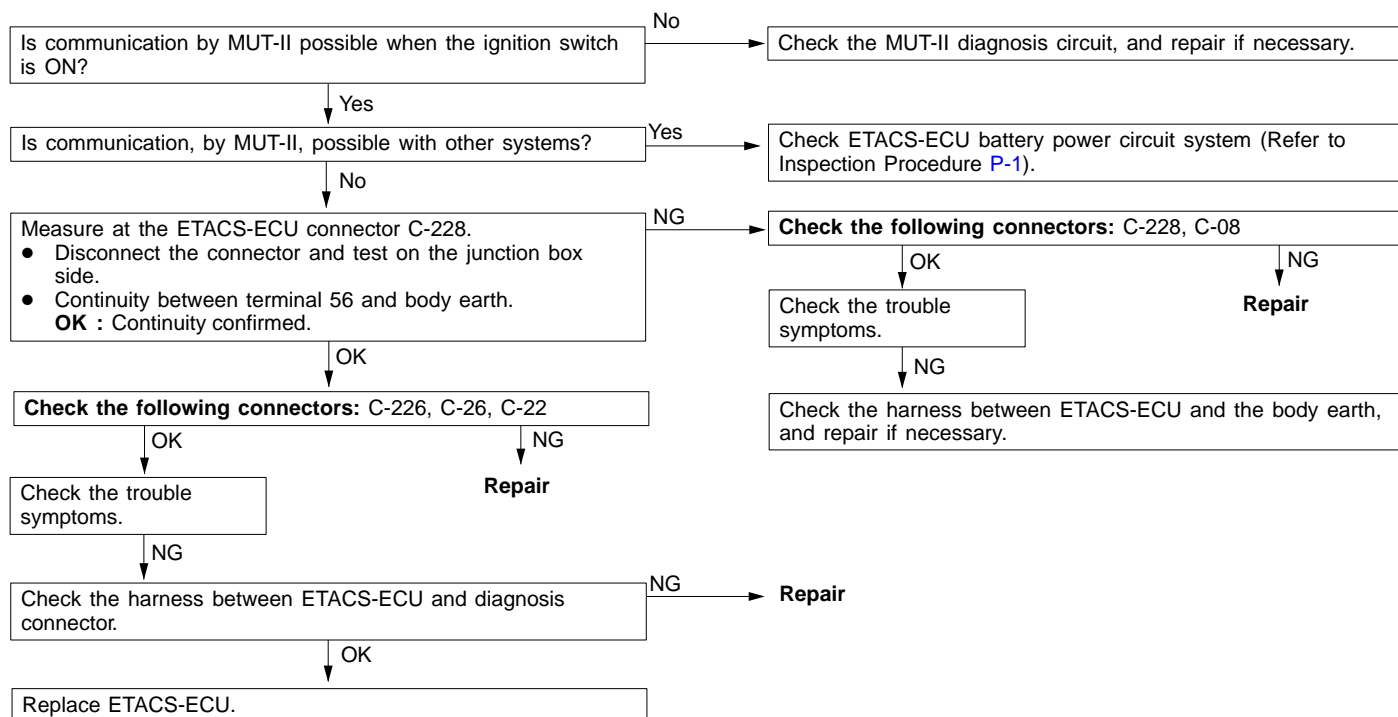 No
Is communication by MUT-II possible when the ignition switch
is ON?
Check the MUT-II diagnosis circuit, and repair if necessary.
Yes
Is communication, by MUT-II, possible with other systems?
Yes
Check ETACS-ECU battery power circuit system (Refer to
Inspection Procedure P-1).
No
Measure at the ETACS-ECU connector C-228.
● Disconnect the connector and test on the junction box
side.
● Continuity between terminal 56 and body earth.
OK : Continuity confirmed.
NG
Check the following connectors: C-228, C-08
OK
NG
Check the trouble
symptoms.
Repair
NG
Check the harness between ETACS-ECU and the body earth,
and repair if necessary.
OK
Check the following connectors: C-226, C-26, C-22
OK
NG
Check the trouble
symptoms.
Repair
NG
Check the harness between ETACS-ECU and diagnosis
connector.
NG
Repair
OK
Replace ETACS-ECU.